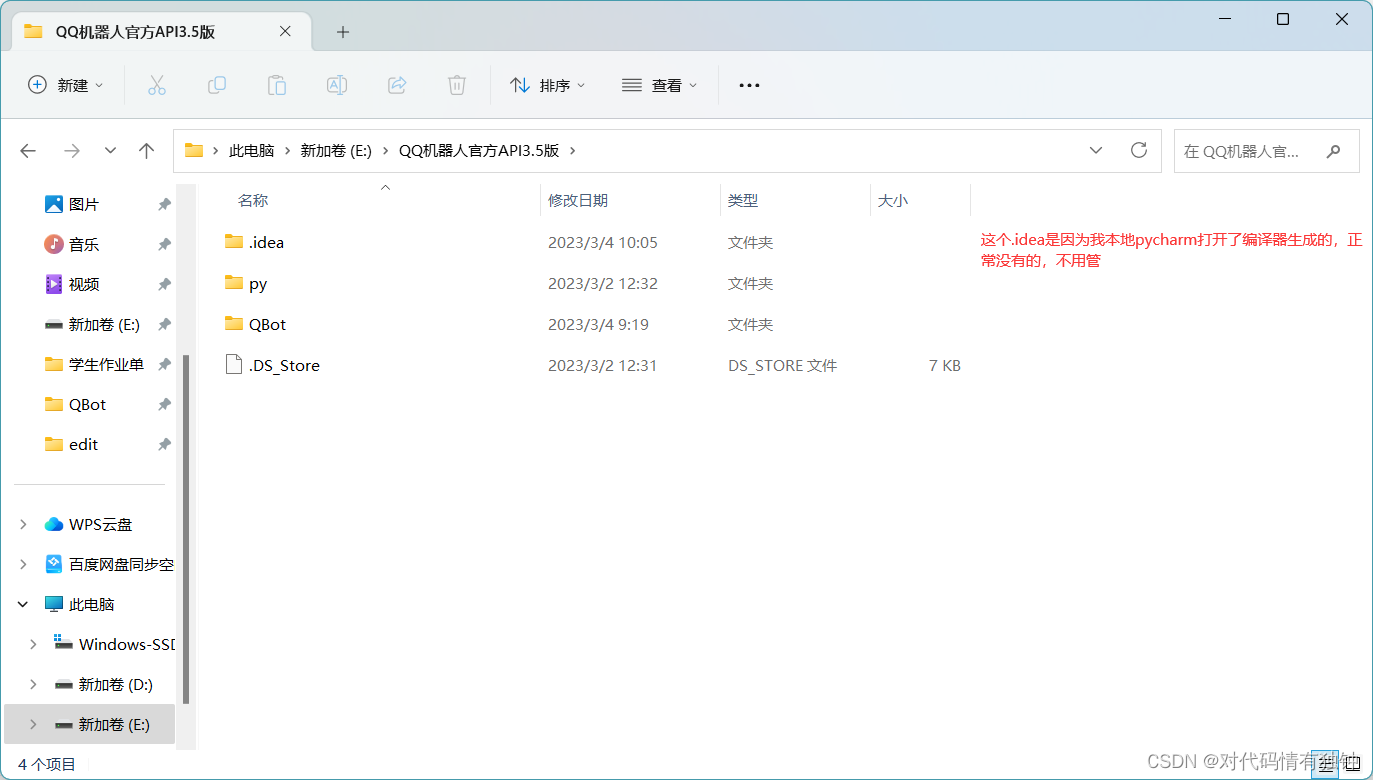 QQ机器人官方API3.5版
新建
排序
查看
此电脑 新加卷 (E:) QQ机器人官方API3.5版
在 QQ机器人官...
图片
音乐
视频
新加卷 (E:)
学生作业单
QBot
edit
WPS云盘
百度网盘同步空
此电脑
Windows-SSD
新加卷 (D:)
新加卷 (E:)
名称 修改日期 类型 大小
.idea 2023/3/4 10:05 文件夹
py 2023/3/2 12:32 文件夹
QBot 2023/3/4 9:19 文件夹
.DS_Store 2023/3/2 12:31 DS_STORE 文件 7 KB
这个.idea是因为我本地pycharm打开了编译器生成的，正
常没有的，不用管
4 个项目
CSDN @对代码情有独钟